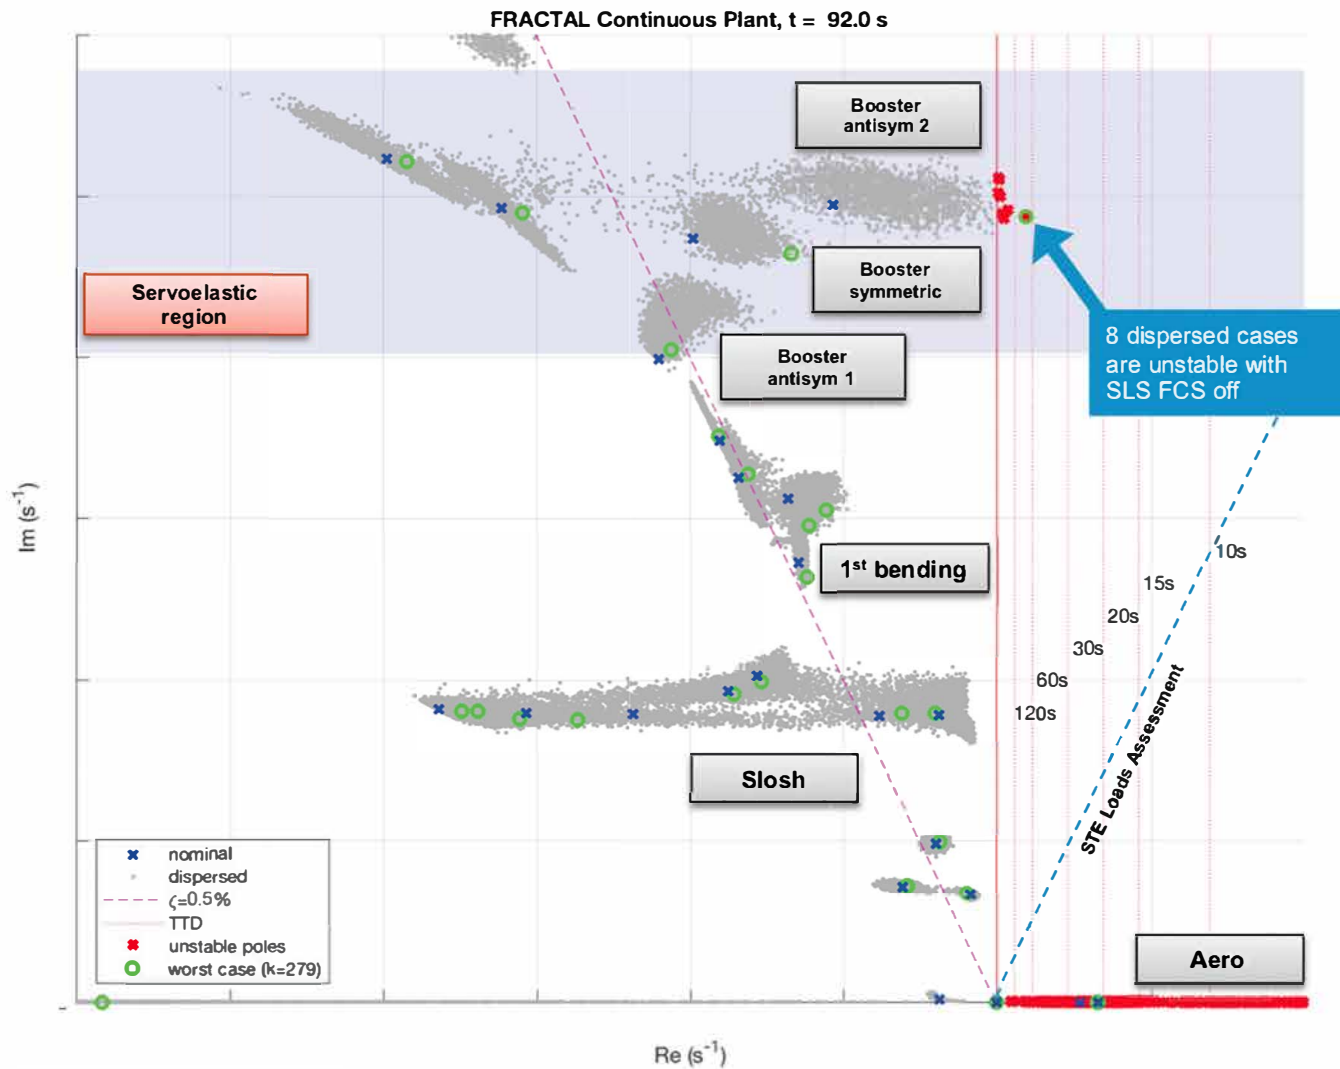 FRACTAL Continuous Plant, t = 92.0 s
Booster
antisym 2
Servoelastic
region
Booster
symmetric
8 dispersed cases
are unstable with
SLS FCS off
Booster
antisym 1
Im (s⁻¹)
1st bending
10s
15s
20s
30s
60s
120s
STE Loads Assessment
Slosh
nominal
dispersed
ζ=0.5%
TTD
unstable poles
worst case (k=279)
Aero
Re (s⁻¹)